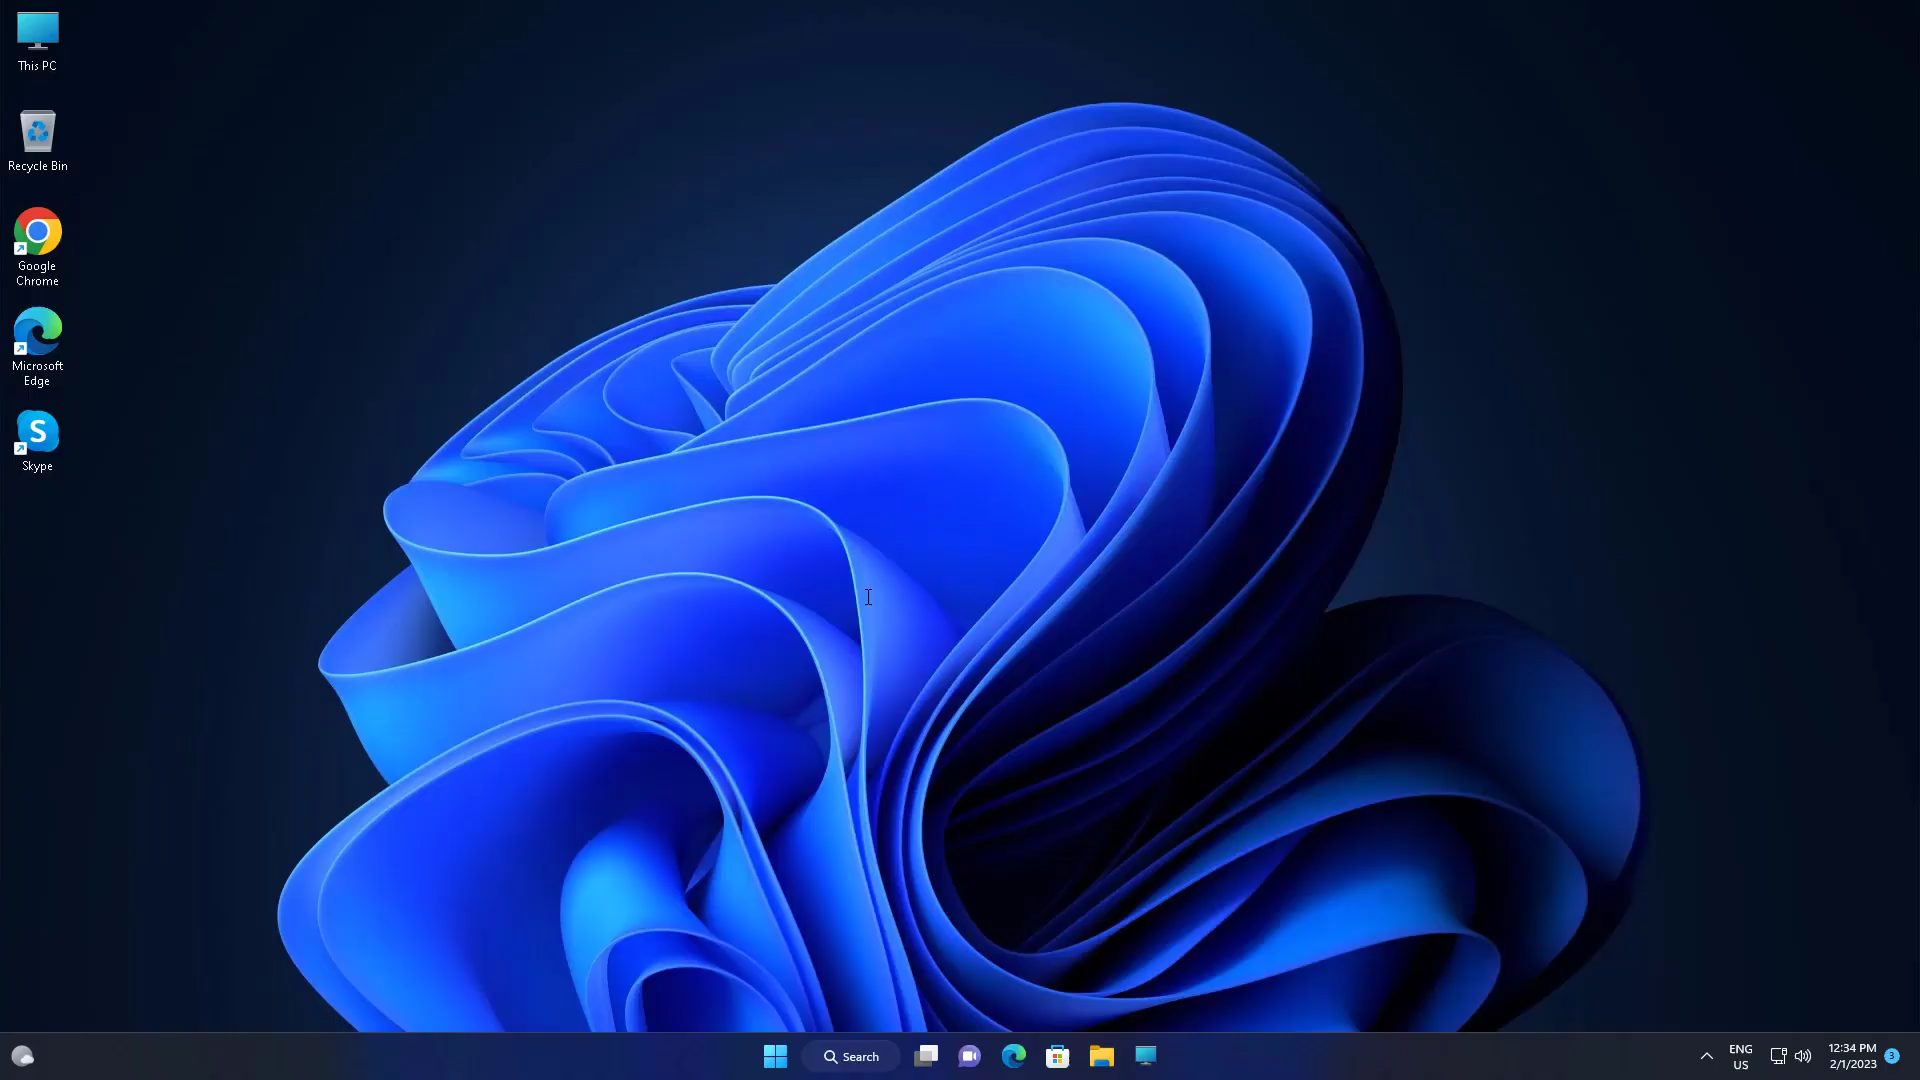 This PC
Recycle Bin
Google
Chrome
Microsoft
Edge
S
Skype
Search
ENG
US
12:34 PM
2/1/2023
3